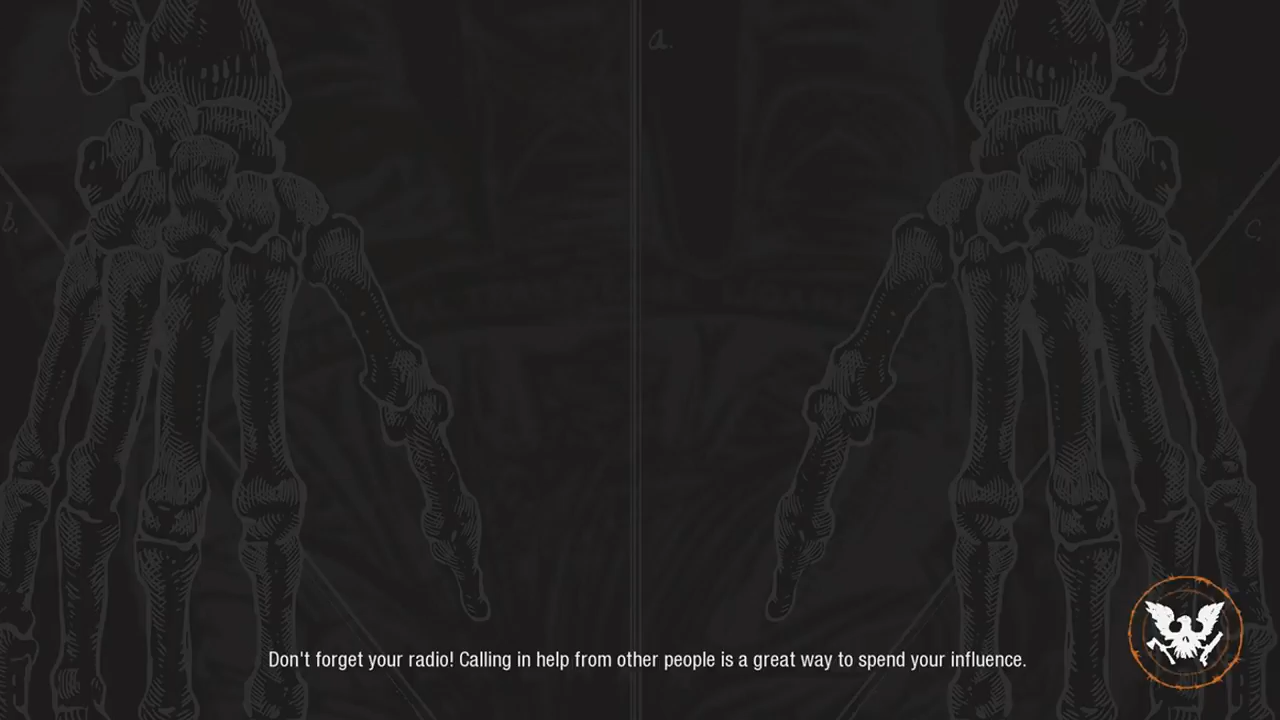 a.
b.
c.
Don't forget your radio! Calling in help from other people is a great way to spend your influence.